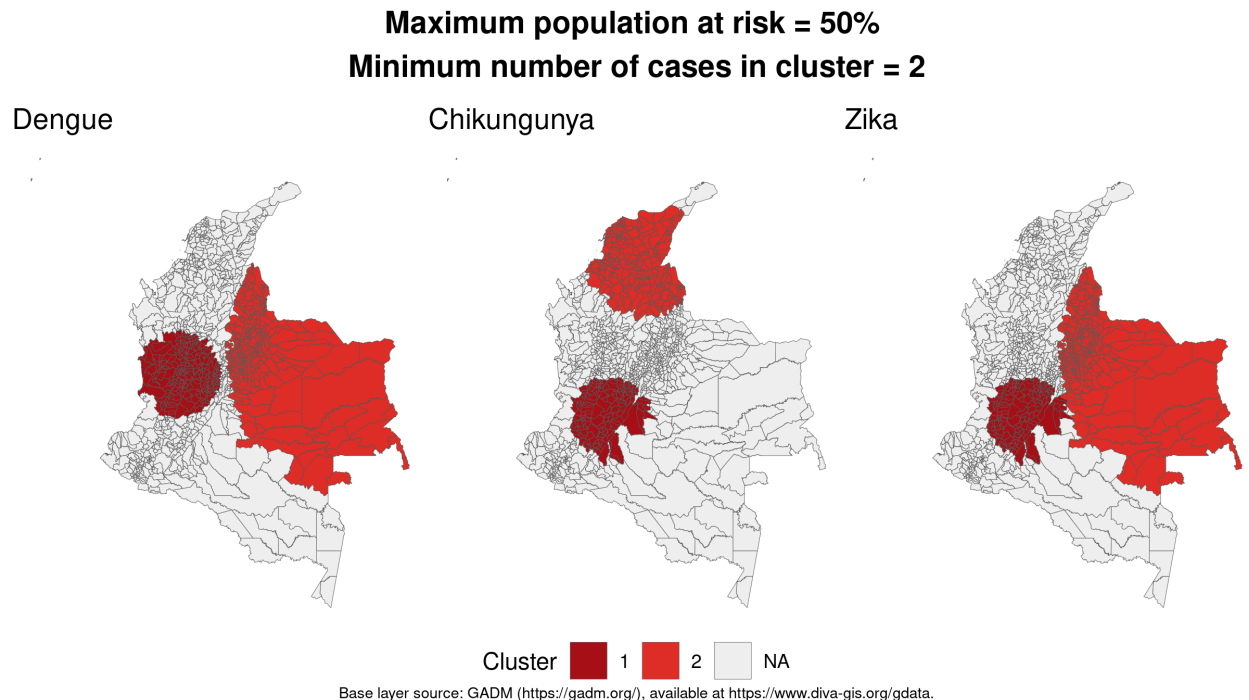 Maximum population at risk = 50%
Minimum number of cases in cluster = 2
Dengue
Chikungunya
Zika
Cluster 1 2 NA
Base layer source: GADM (https://gadm.org/), available at https://www.diva-gis.org/gdata.